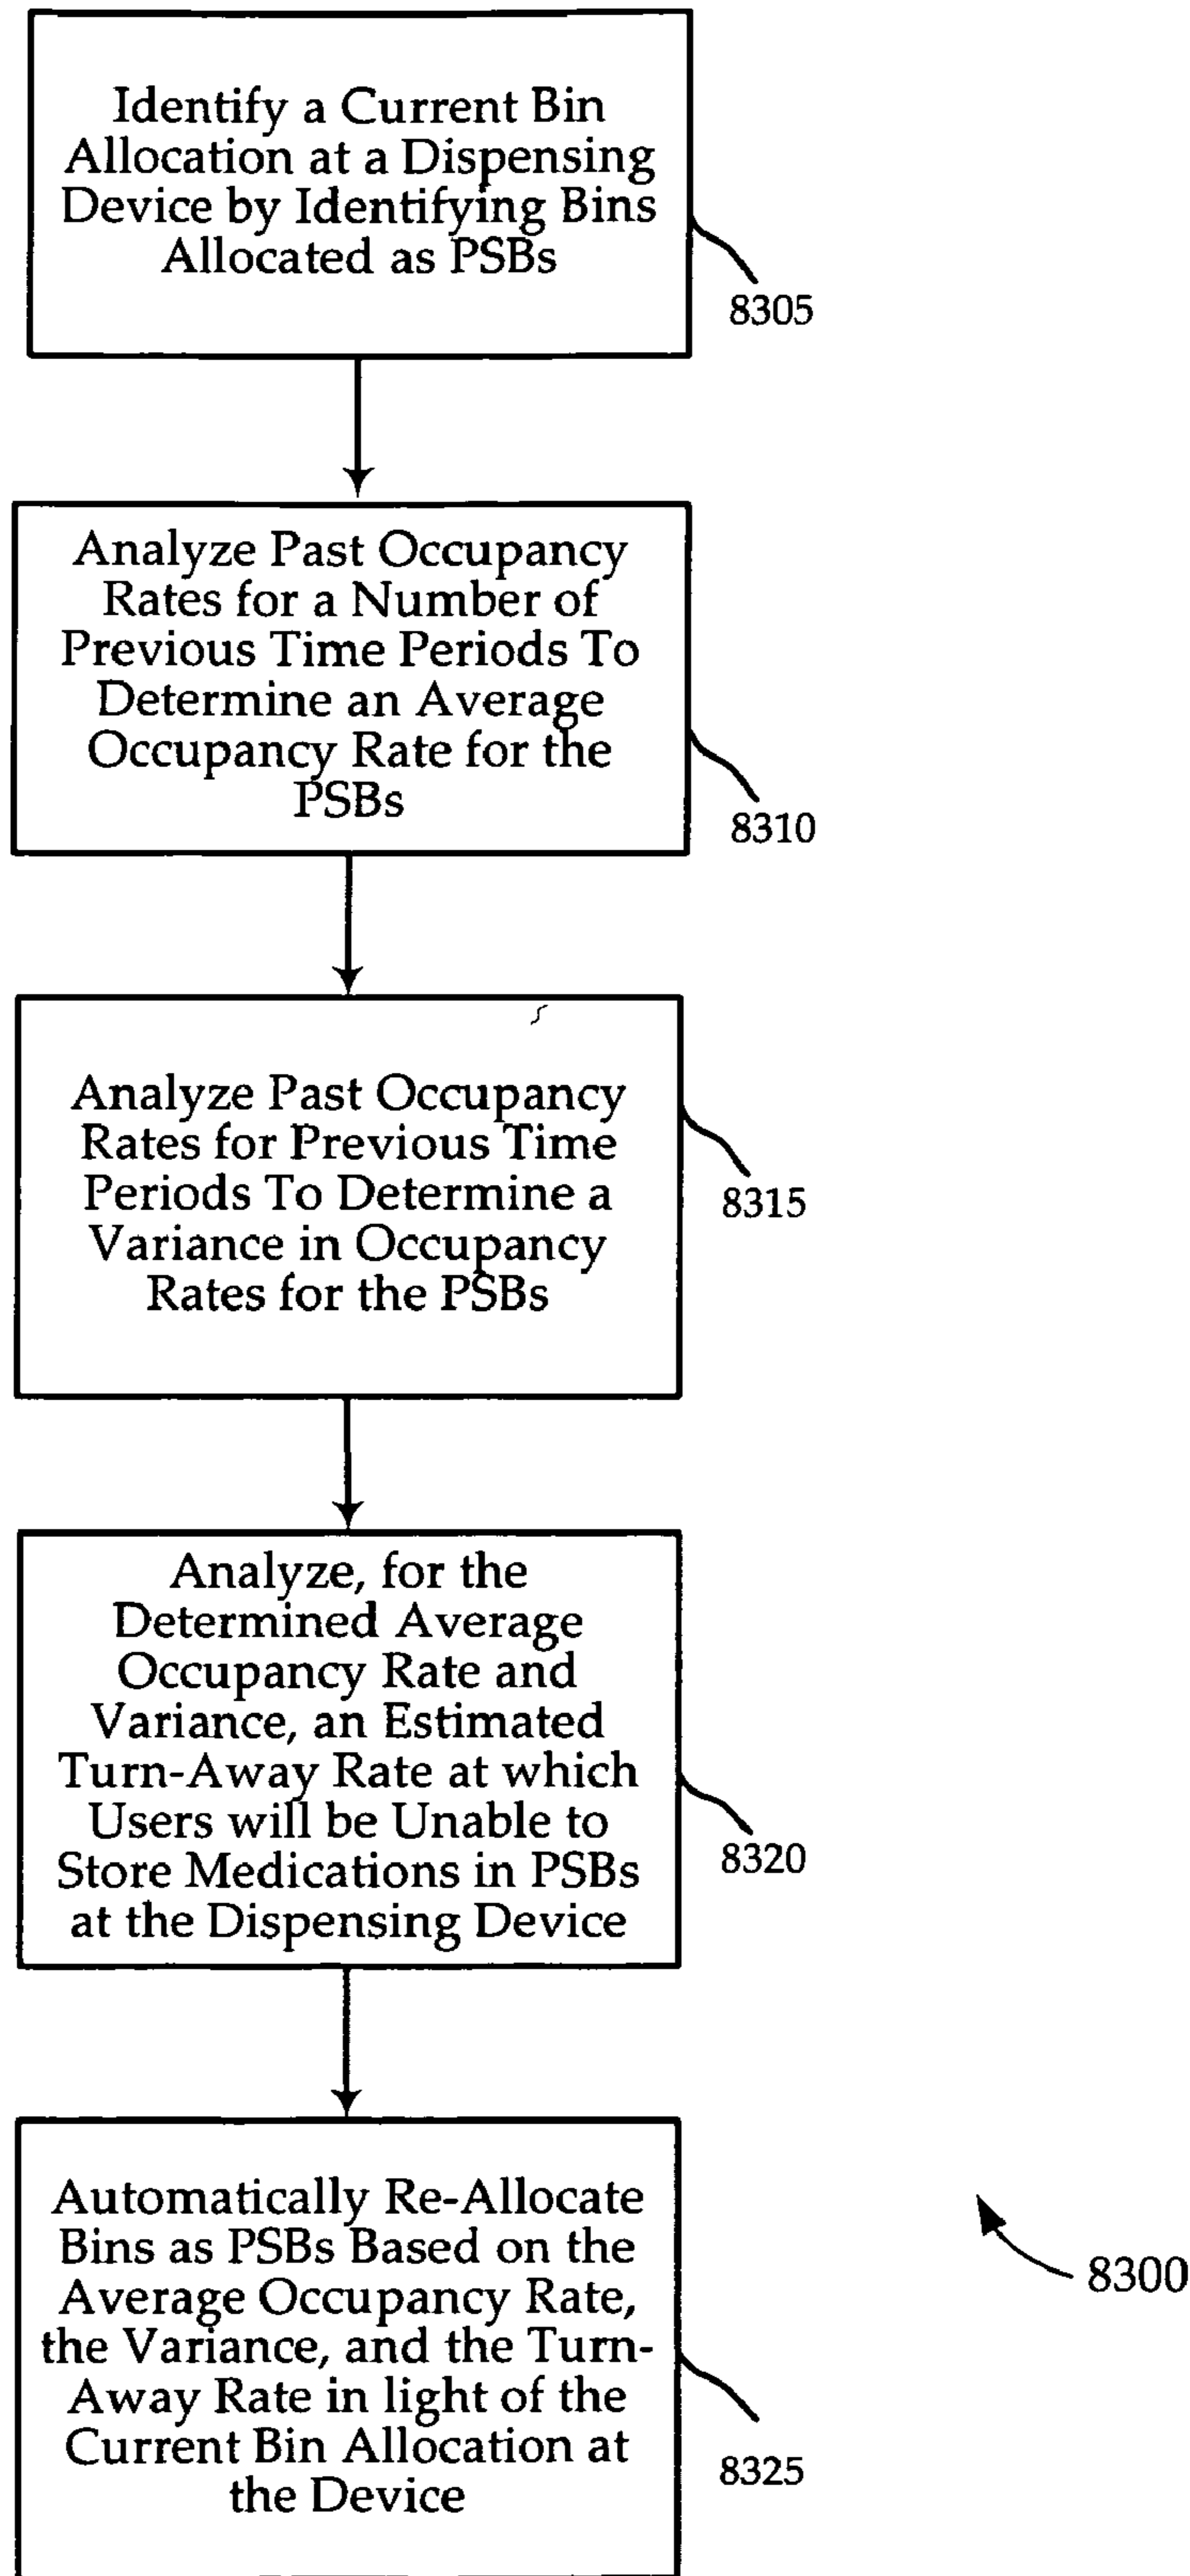 Identify a Current Bin
Allocation at a Dispensing
Device by Identifying Bins
Allocated as PSBs
8305
Analyze Past Occupancy
Rates for a Number of
Previous Time Periods To
Determine an Average
Occupancy Rate for the
PSBs
8310
Analyze Past Occupancy
Rates for Previous Time
Periods To Determine a
Variance in Occupancy
Rates for the PSBs
8315
Analyze, for the
Determined Average
Occupancy Rate and
Variance, an Estimated
Turn-Away Rate at which
Users will be Unable to
Store Medications in PSBs
at the Dispensing Device
8320
Automatically Re-Allocate
Bins as PSBs Based on the
Average Occupancy Rate,
the Variance, and the Turn-
Away Rate in light of the
Current Bin Allocation at
the Device
8325
8300